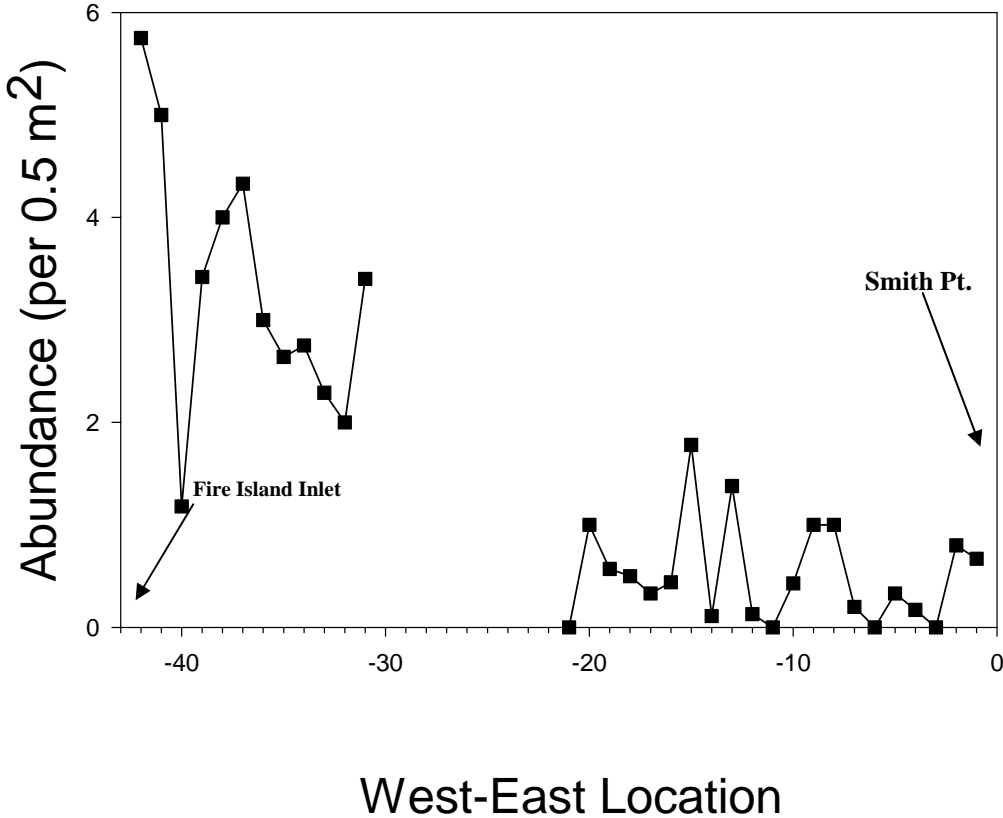 Abundance (per 0.5 m²)
6
4
2
0
Smith Pt.
Fire Island Inlet
-40
-30
-20
-10
0
West-East Location